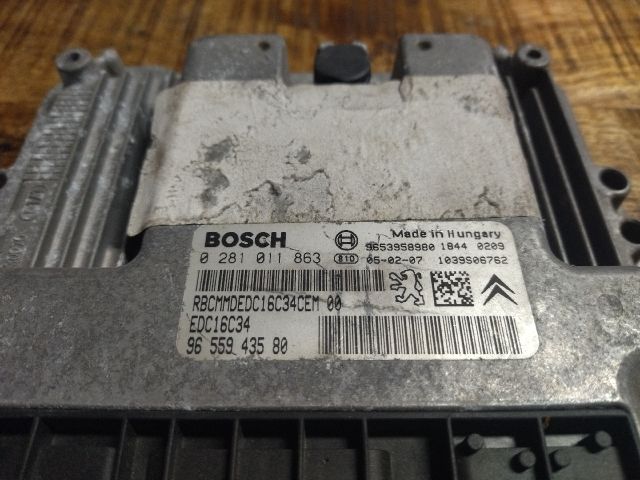 BOSCH
Made in Hungary
9653958980 1844 0209
0 281 011 863 810 05-02-07 1039S06762
RBCMMDEDC16C34CEM 00
EDC16C34
96 559 435 80